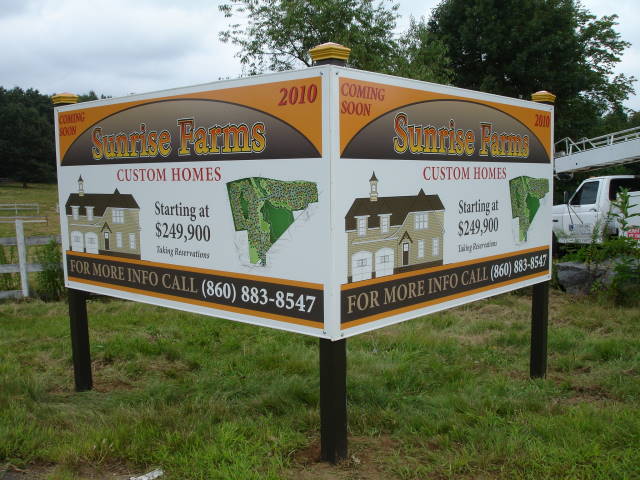 COMING
SOON
2010
Sunrise Farms
CUSTOM HOMES
Starting at
$249,900
Taking Reservations
FOR MORE INFO CALL (860) 883-8547
COMING
SOON
2010
Sunrise Farms
CUSTOM HOMES
Starting at
$249,900
Taking Reservations
FOR MORE INFO CALL (860) 883-8547